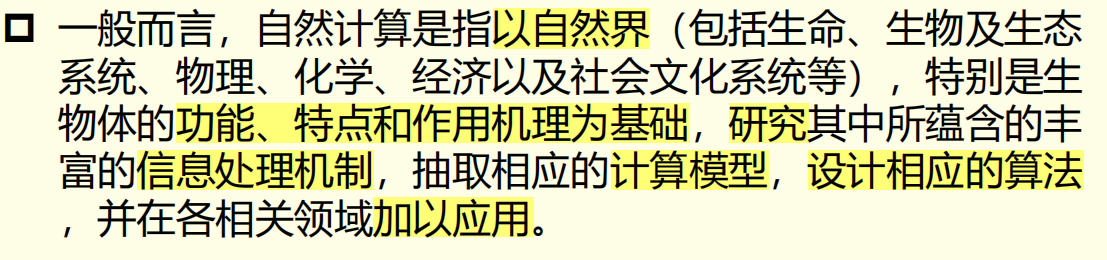 一般而言，自然计算是指以自然界（包括生命、生物及生态
系统、物理、化学、经济以及社会文化系统等），特别是生
物体的功能、特点和作用机理为基础，研究其中所蕴含的丰
富的信息处理机制，抽取相应的计算模型，设计相应的算法
，并在各相关领域加以应用。